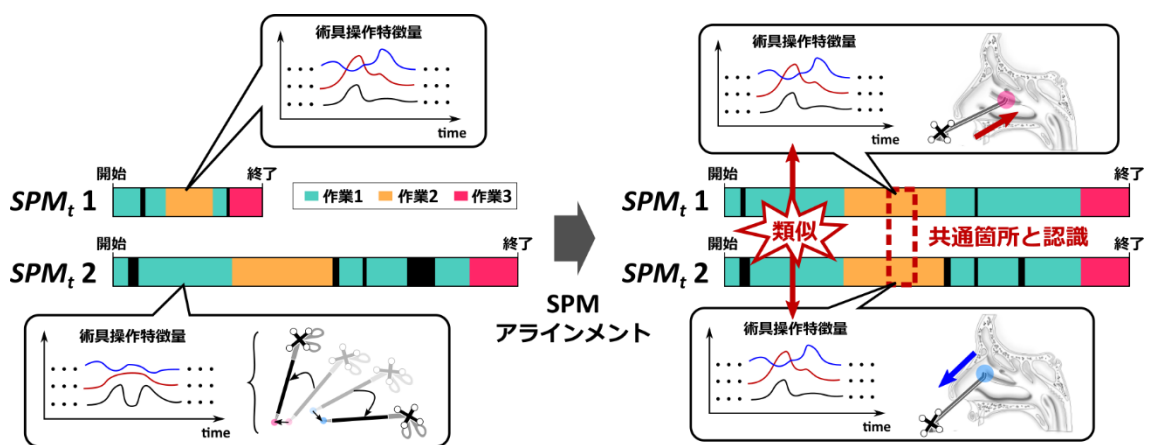 術具操作特徴量
time
開始
終了
SPMt 1
作業1
作業2
作業3
開始
終了
SPMt 2
術具操作特徴量
time
SPM
アラインメント
術具操作特徴量
time
開始
終了
SPMt 1
類似
共通箇所と認識
開始
終了
SPMt 2
術具操作特徴量
time